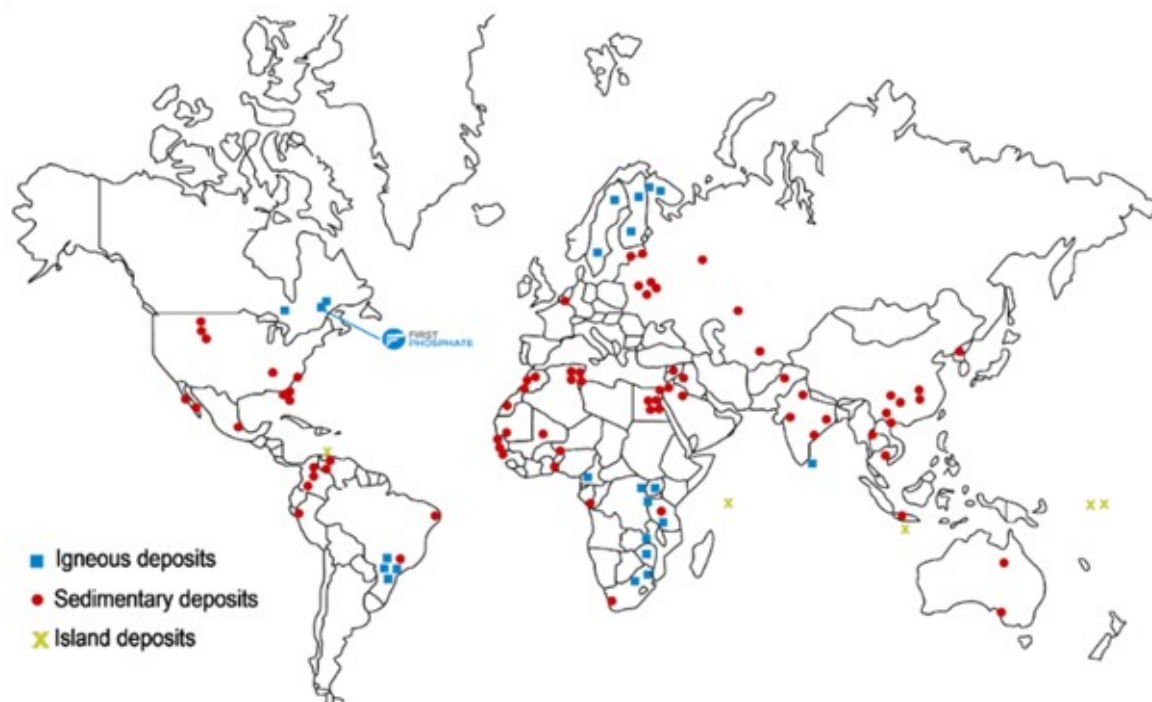 FIRST
PHOSPHATE
Igneous deposits
Sedimentary deposits
Island deposits